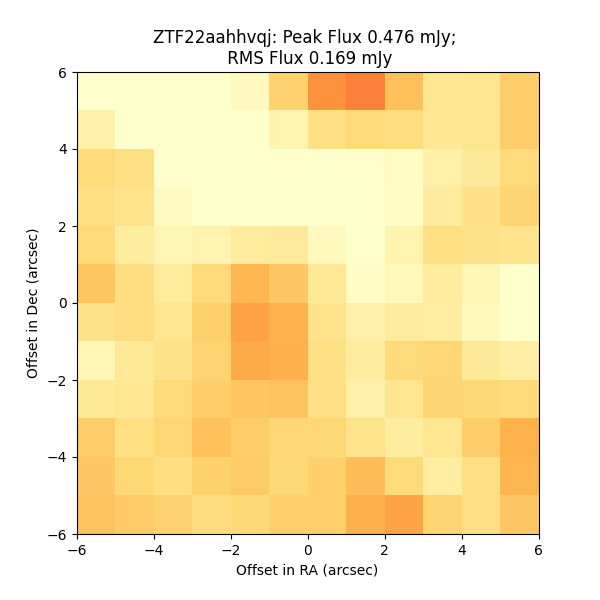 ZTF22aahhvqj: Peak Flux 0.476 mJy;
RMS Flux 0.169 mJy
6
4
2
0
−2
−4
−6
Offset in Dec (arcsec)
−6 −4 −2 0 2 4 6
Offset in RA (arcsec)